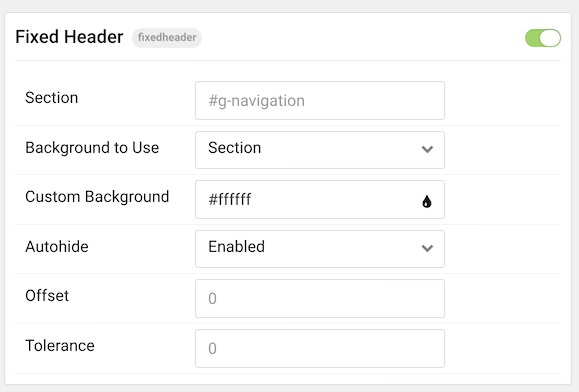 Fixed Header fixedheader
Section #g-navigation
Background to Use Section
Custom Background #ffffff
Autohide Enabled
Offset 0
Tolerance 0